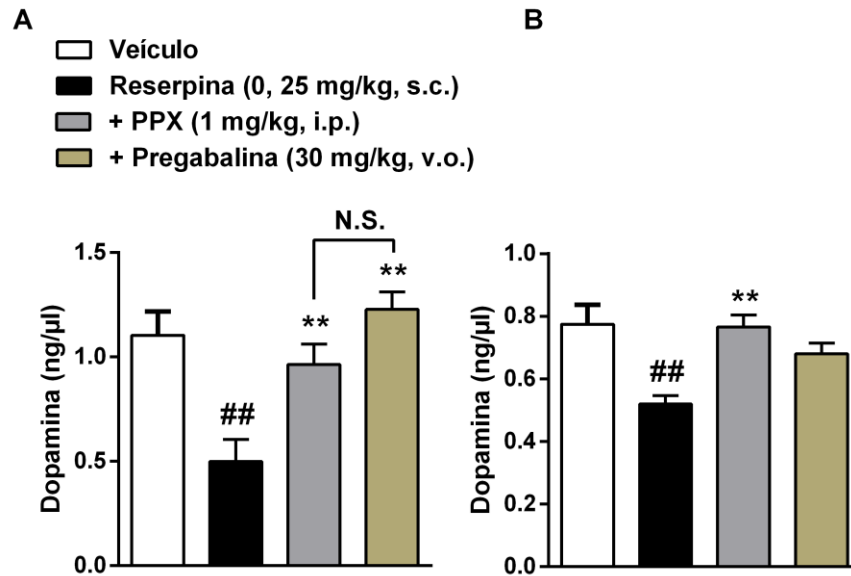 A
B
Veículo
Reserpina (0, 25 mg/kg, s.c.)
+ PPX (1 mg/kg, i.p.)
+ Pregabalina (30 mg/kg, v.o.)
N.S.
Dopamina (ng/µl)
1.5
1.0
0.5
0.0
##
**
**
Dopamina (ng/µl)
1.0
0.8
0.6
0.4
0.2
0.0
##
**